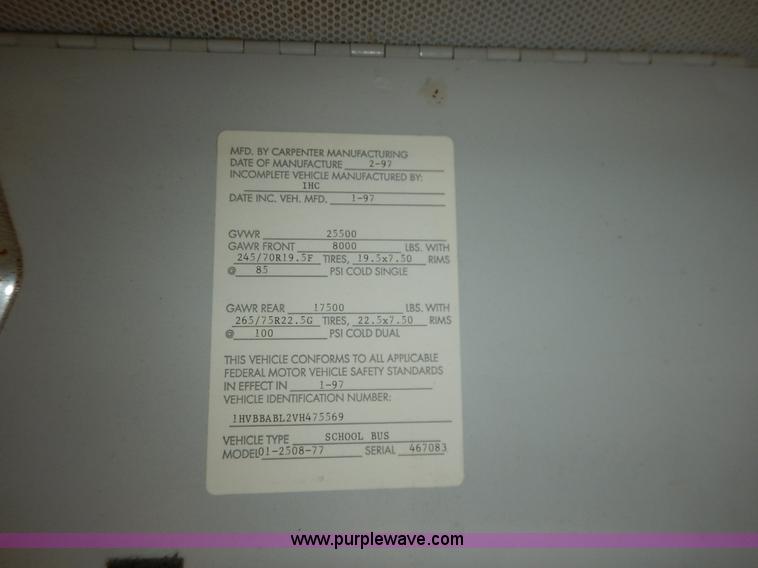 MFD. BY CARPENTER MANUFACTURING
DATE OF MANUFACTURE 2-97
INCOMPLETE VEHICLE MANUFACTURED BY:
IHC
DATE INC. VEH. MFD. 1-97
GVWR 25500
GAWR FRONT 8000 LBS. WITH
245/70R19.5F TIRES, 19.5x7.50 RIMS
@ 85 PSI COLD SINGLE
GAWR REAR 17500 LBS. WITH
265/75R22.5G TIRES, 22.5x7.50 RIMS
@ 100 PSI COLD DUAL
THIS VEHICLE CONFORMS TO ALL APPLICABLE
FEDERAL MOTOR VEHICLE SAFETY STANDARDS
IN EFFECT IN 1-97
VEHICLE IDENTIFICATION NUMBER:
1HVBBABL2VH475569
VEHICLE TYPE SCHOOL BUS
MODEL 01-2508-77 SERIAL 467083
www.purplewave.com